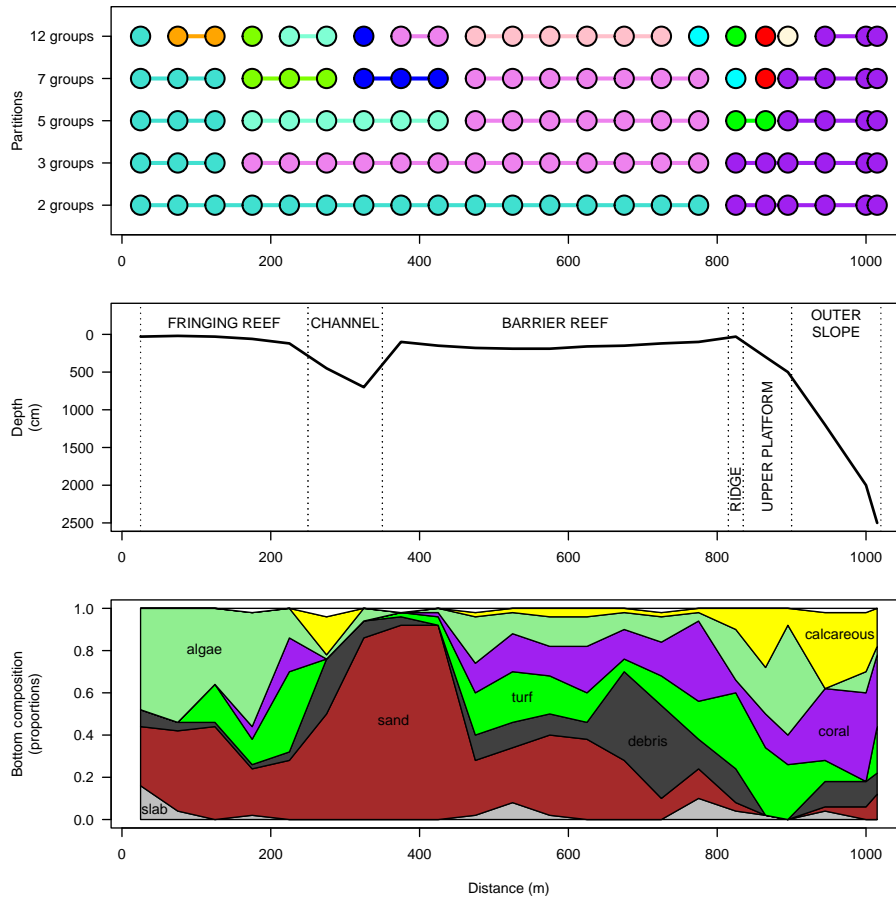 Partitions
12 groups
7 groups
5 groups
3 groups
2 groups
0 200 400 600 800 1000
Depth
(cm)
0
500
1000
1500
2000
2500
FRINGING REEF
CHANNEL
BARRIER REEF
RIDGE
UPPER PLATFORM
OUTER
SLOPE
0 200 400 600 800 1000
Bottom composition
(proportions)
1.0
0.8
0.6
0.4
0.2
0.0
algae
calcareous
turf
sand
debris
coral
slab
0 200 400 600 800 1000
Distance (m)